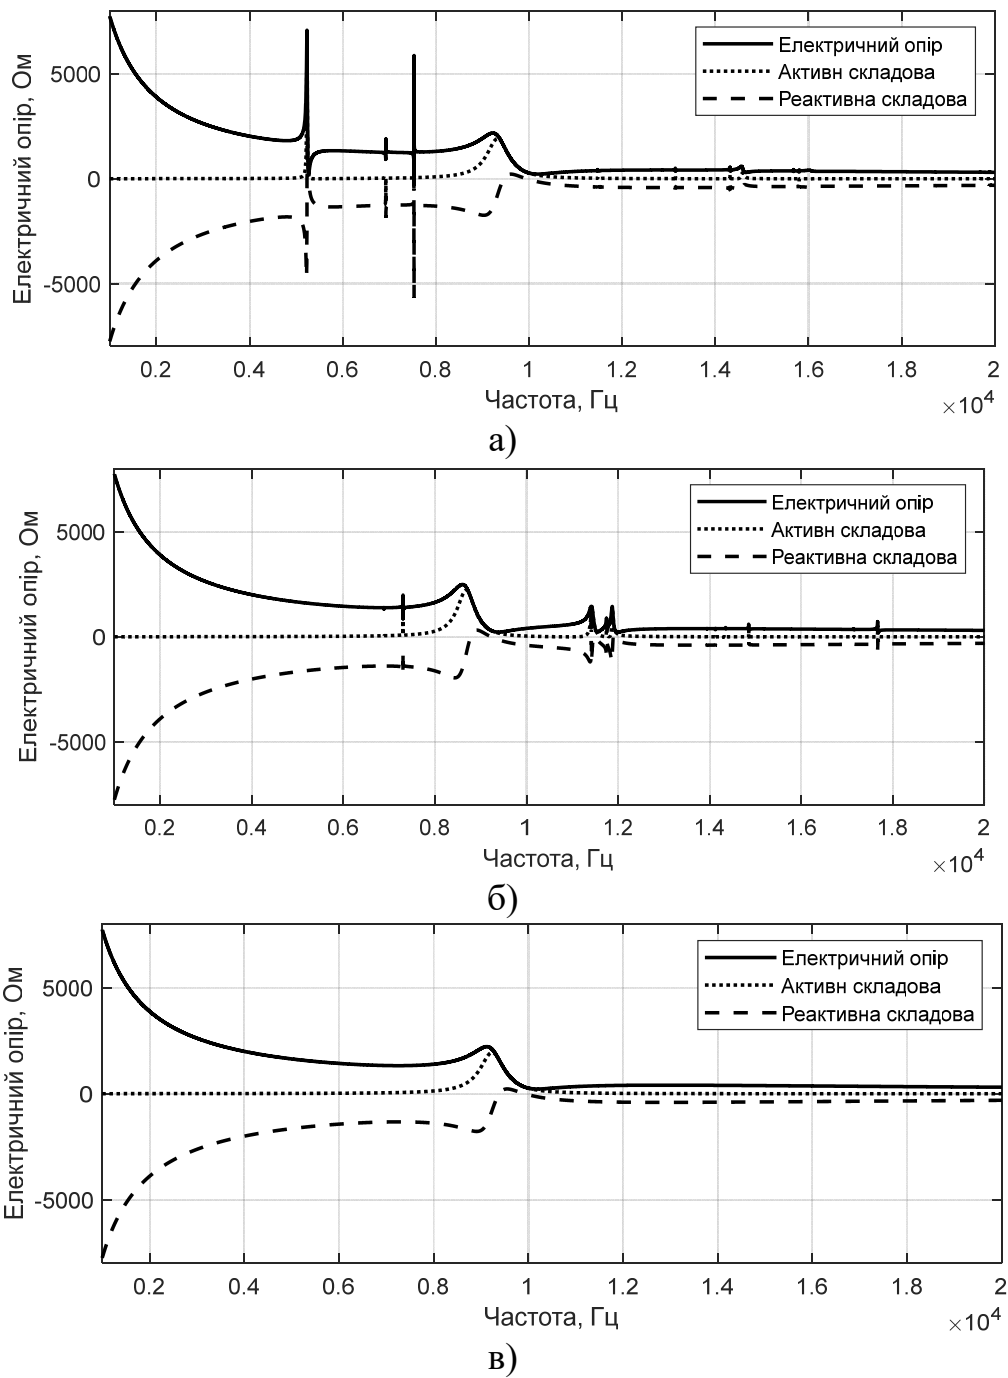 Електричний опір
Активн складова
Реактивна складова
Електричний опір, Ом
5000
0
-5000
0.2 0.4 0.6 0.8 1 1.2 1.4 1.6 1.8 2
Частота, Гц
×10⁴
а)
Електричний опір
Активн складова
Реактивна складова
Електричний опір, Ом
5000
0
-5000
0.2 0.4 0.6 0.8 1 1.2 1.4 1.6 1.8 2
Частота, Гц
×10⁴
б)
Електричний опір
Активн складова
Реактивна складова
Електричний опір, Ом
5000
0
-5000
0.2 0.4 0.6 0.8 1 1.2 1.4 1.6 1.8 2
Частота, Гц
×10⁴
в)